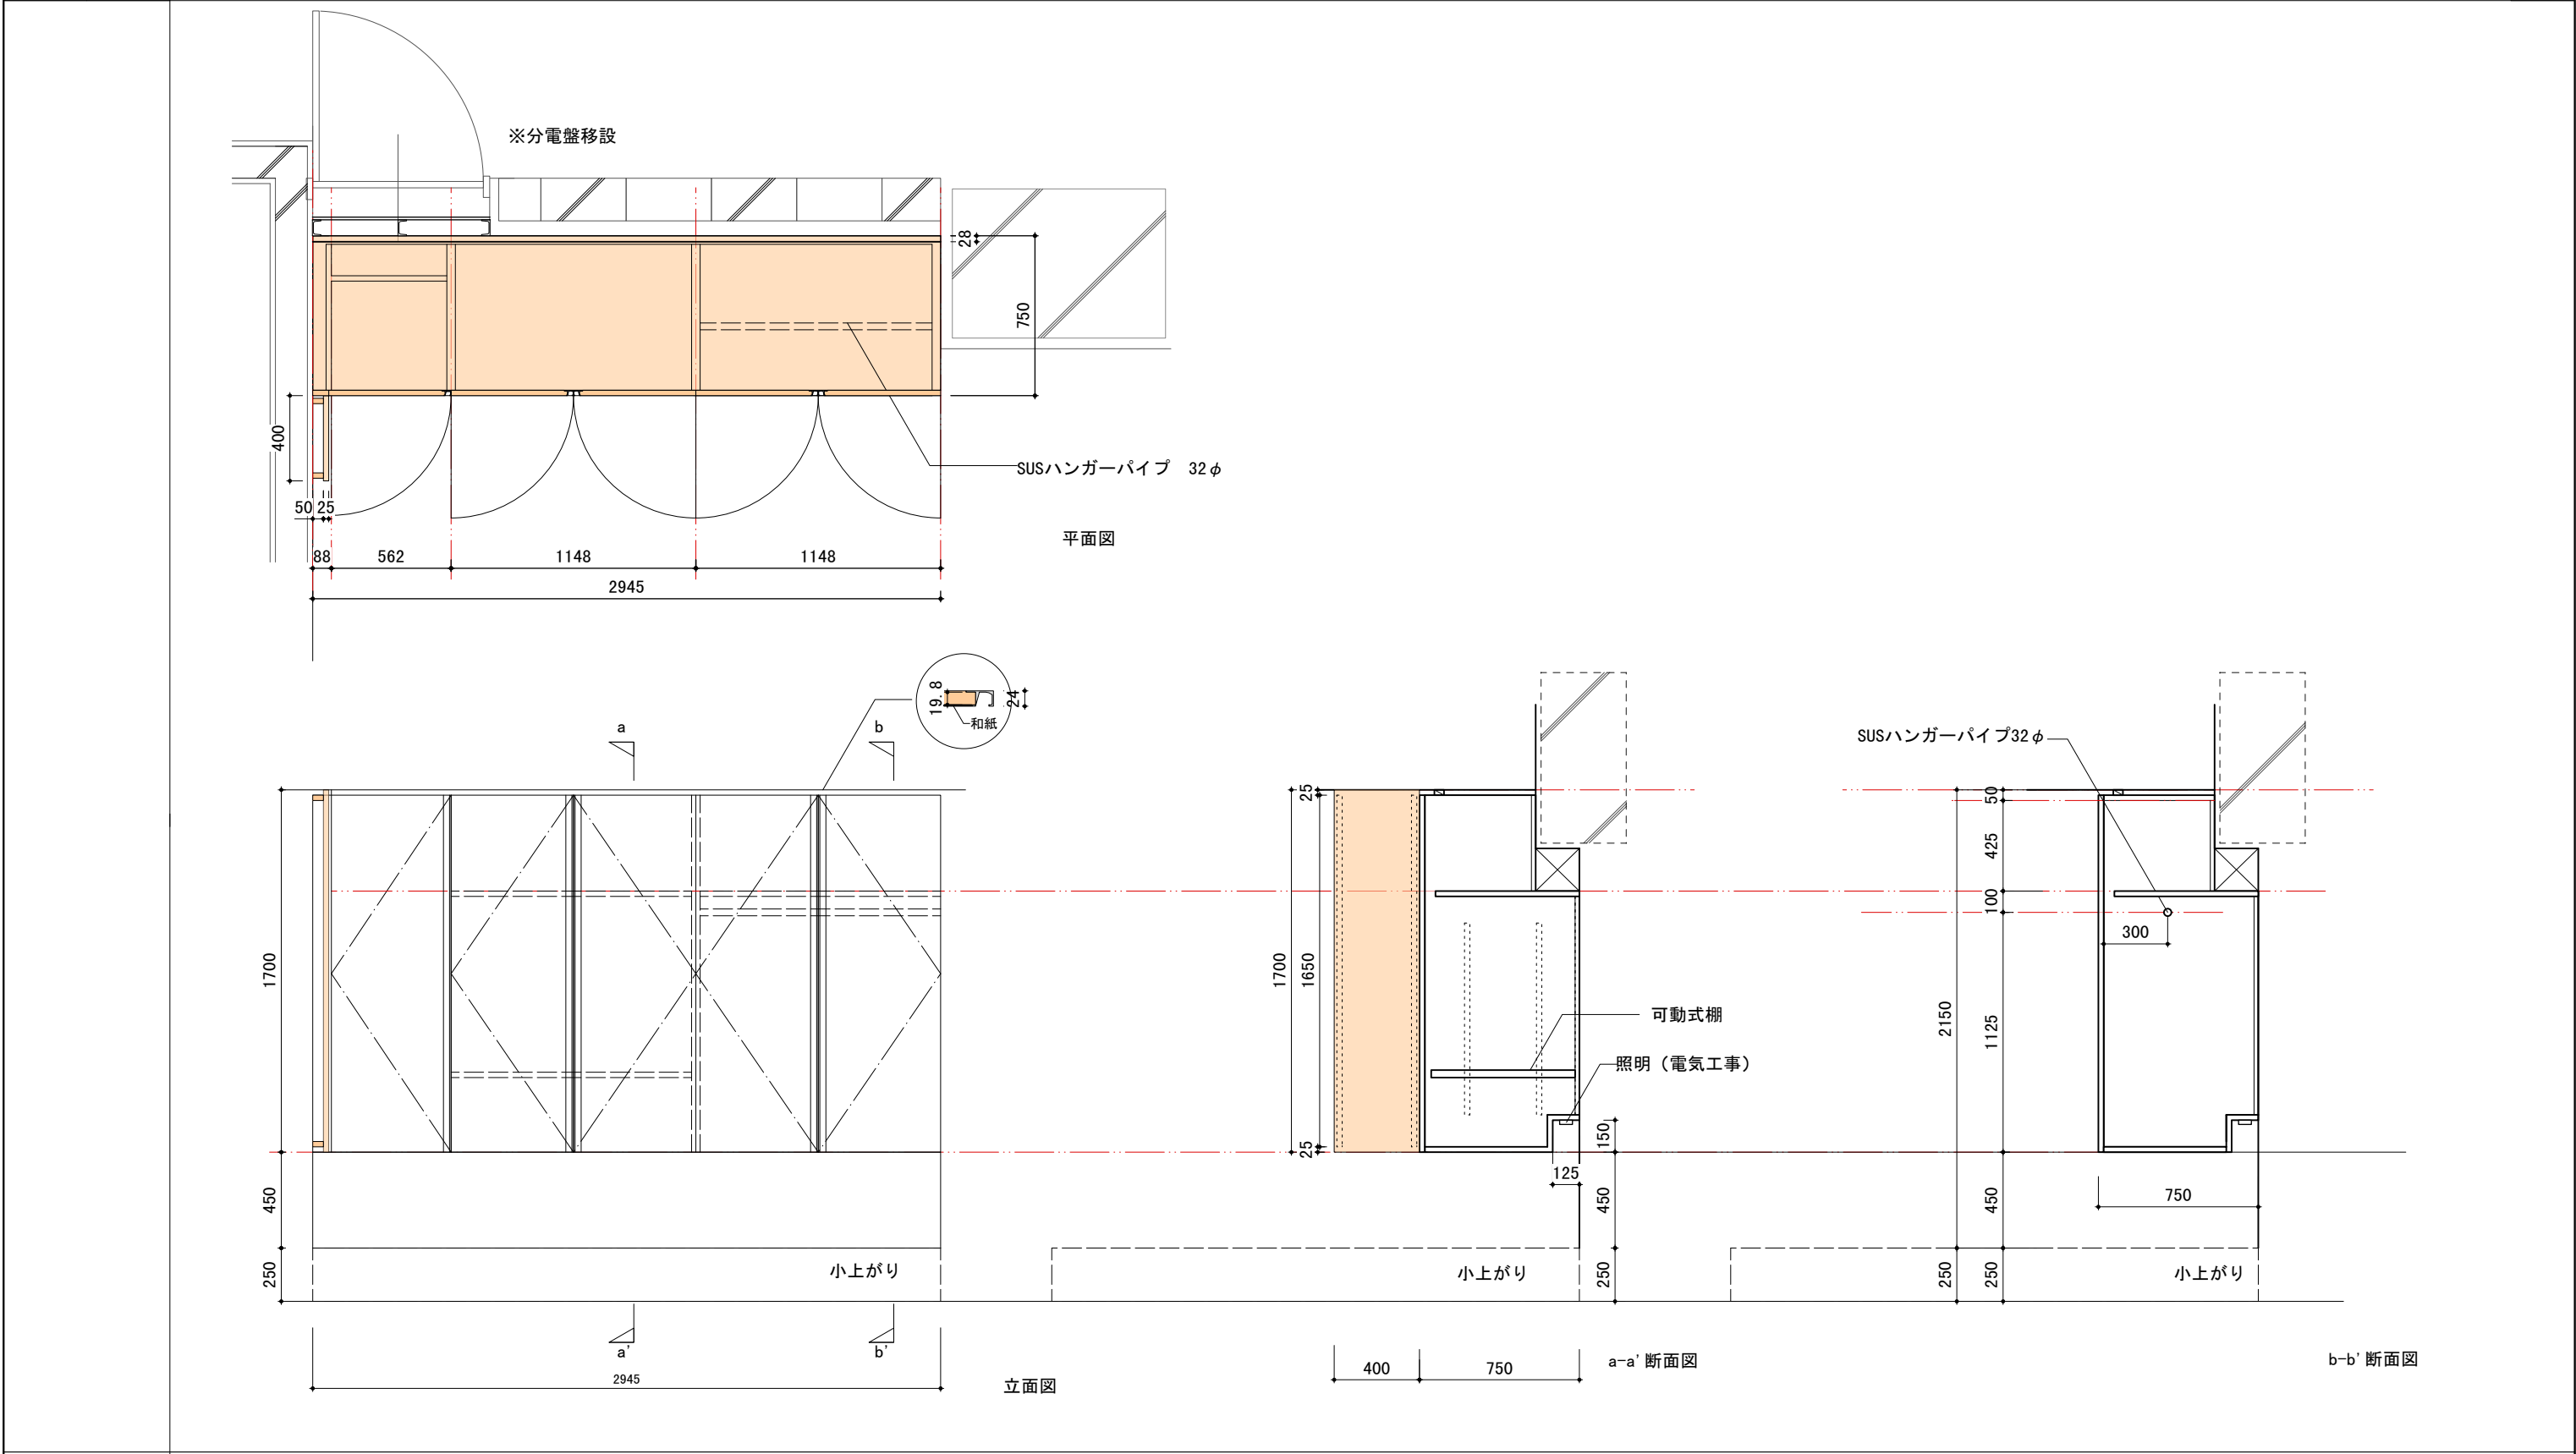 ※分電盤移設
28
750
400
SUSハンガーパイプ 32φ
50 25
平面図
88 562 1148 1148
2945
19.8
24
和紙
a
b
SUSハンガーパイプ32φ
25
50
425
100
300
1700
1700
1650
可動式棚
2150
1125
照明(電気工事)
150
25
125
450
450
450
750
250
小上がり
小上がり
250
250
250
小上がり
a'
b'
2945
立面図
400 750
a-a'断面図
b-b'断面図